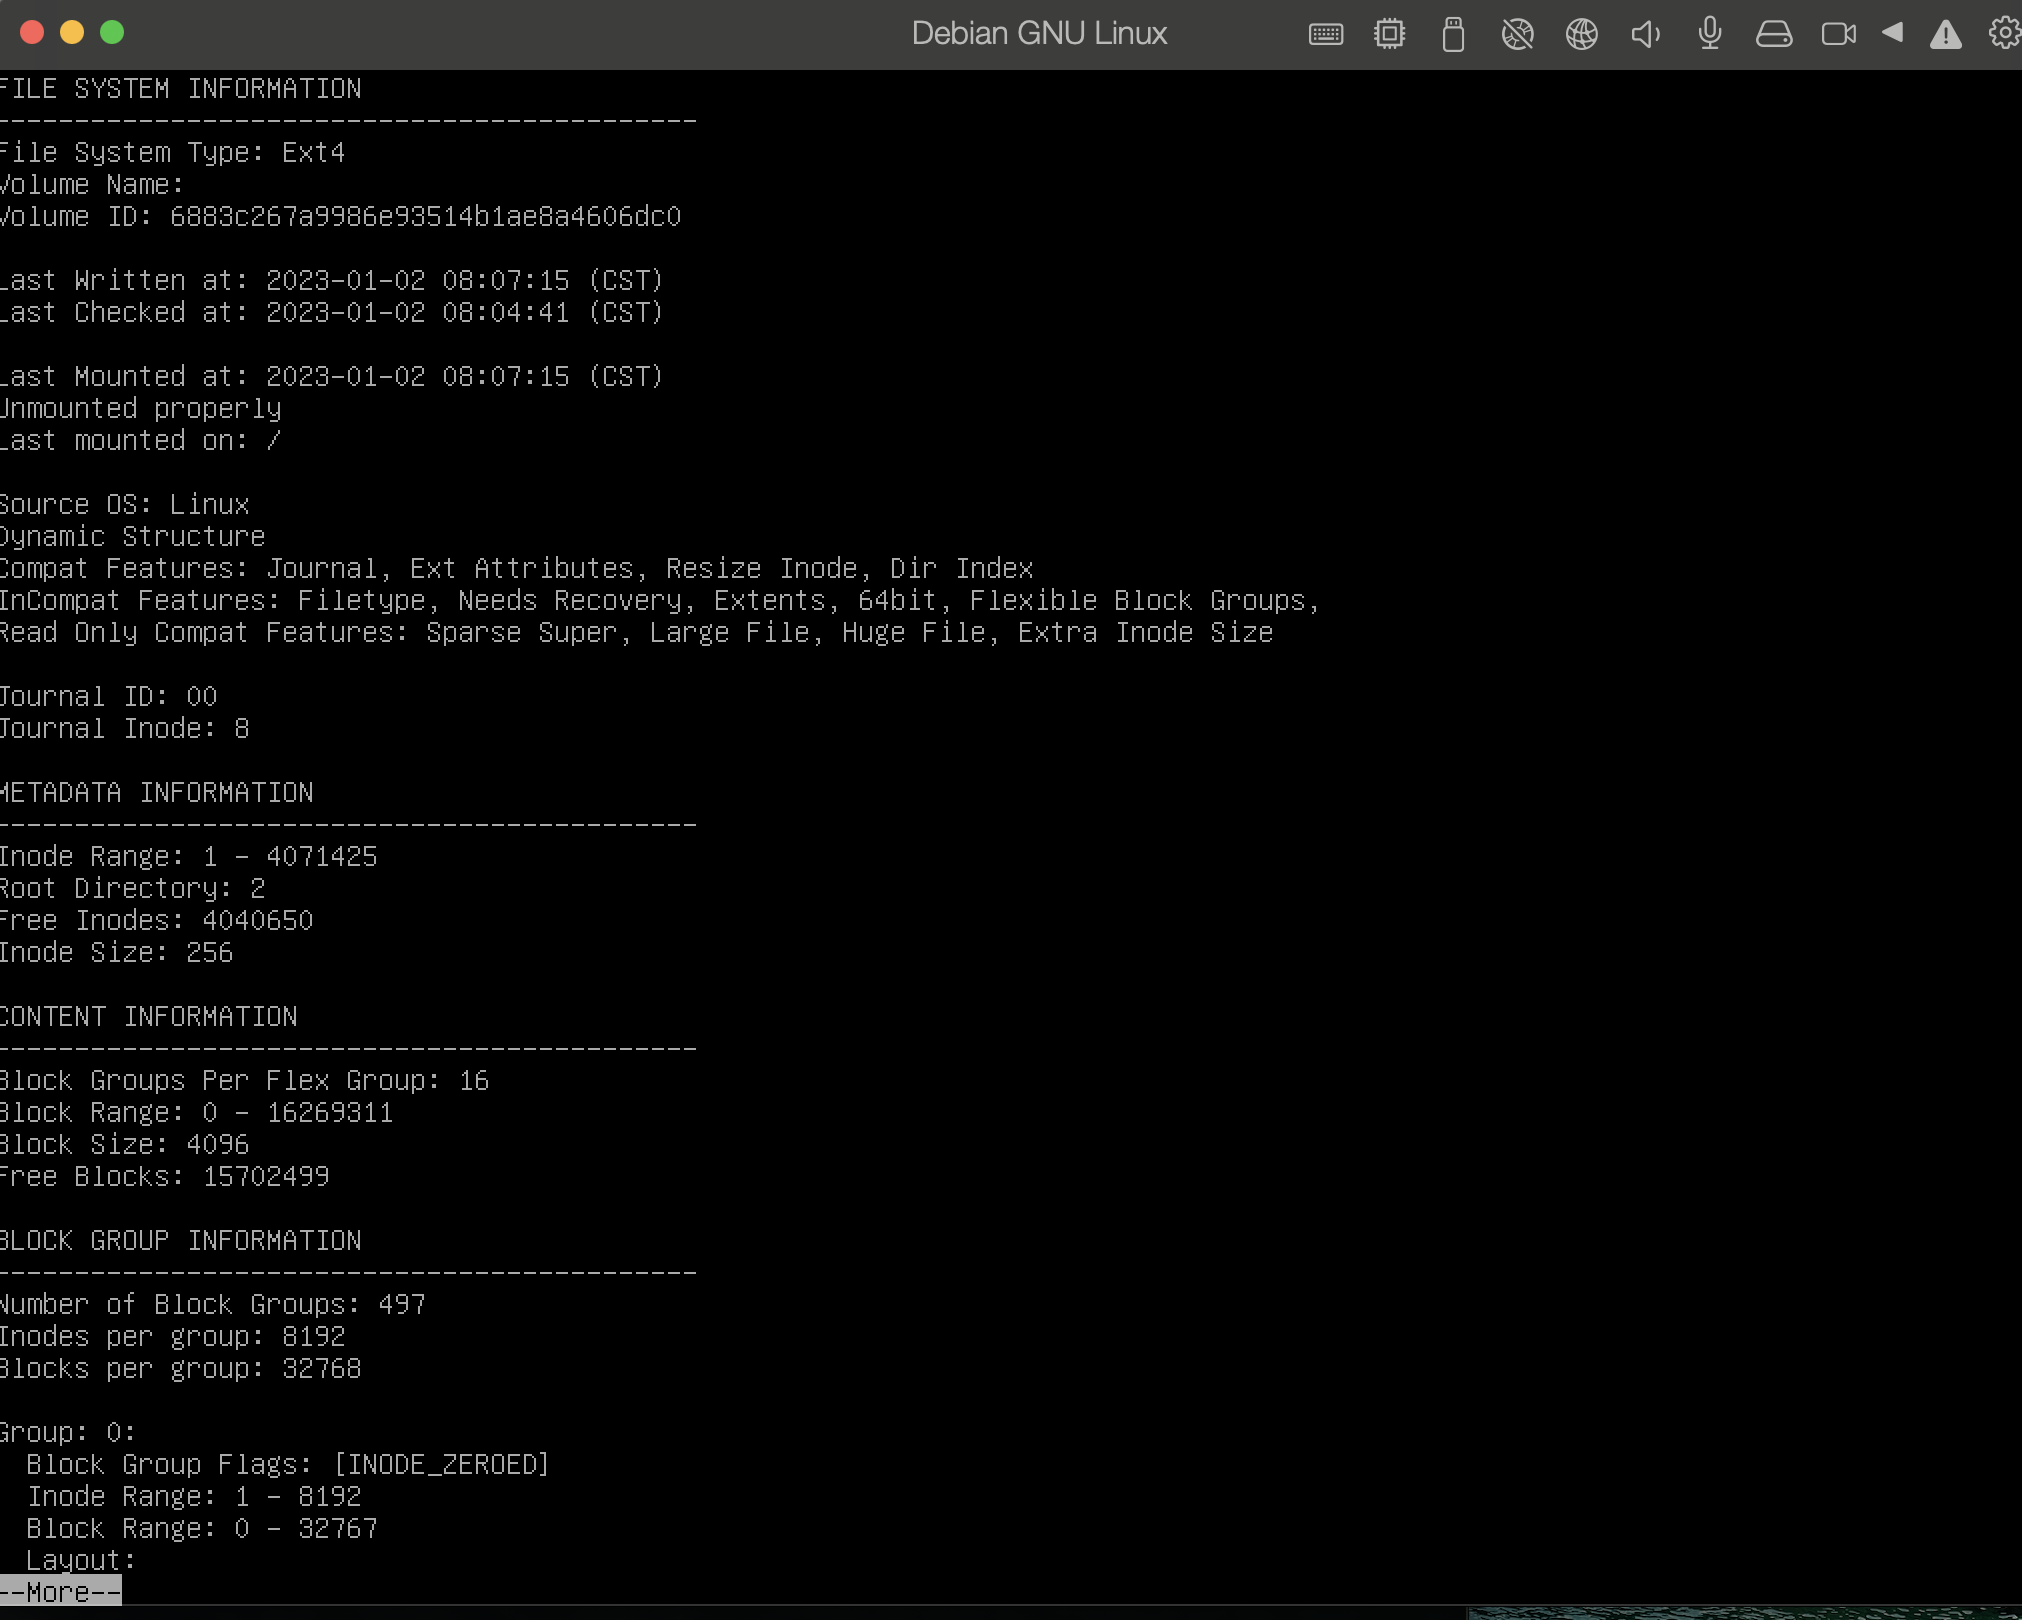 Debian GNU Linux
FILE SYSTEM INFORMATION
--------------------------------------------
File System Type: Ext4
Volume Name:
Volume ID: 6883c267a9986e93514b1ae8a4606dc0
Last Written at: 2023-01-02 08:07:15 (CST)
Last Checked at: 2023-01-02 08:04:41 (CST)
Last Mounted at: 2023-01-02 08:07:15 (CST)
Unmounted properly
Last mounted on: /
Source OS: Linux
Dynamic Structure
Compat Features: Journal, Ext Attributes, Resize Inode, Dir Index
InCompat Features: Filetype, Needs Recovery, Extents, 64bit, Flexible Block Groups,
Read Only Compat Features: Sparse Super, Large File, Huge File, Extra Inode Size
Journal ID: 00
Journal Inode: 8
METADATA INFORMATION
--------------------------------------------
Inode Range: 1 - 4071425
Root Directory: 2
Free Inodes: 4040650
Inode Size: 256
CONTENT INFORMATION
--------------------------------------------
Block Groups Per Flex Group: 16
Block Range: 0 - 16269311
Block Size: 4096
Free Blocks: 15702499
BLOCK GROUP INFORMATION
--------------------------------------------
Number of Block Groups: 497
Inodes per group: 8192
Blocks per group: 32768
Group: 0:
Block Group Flags: [INODE_ZEROED]
Inode Range: 1 - 8192
Block Range: 0 - 32767
Layout:
--More--